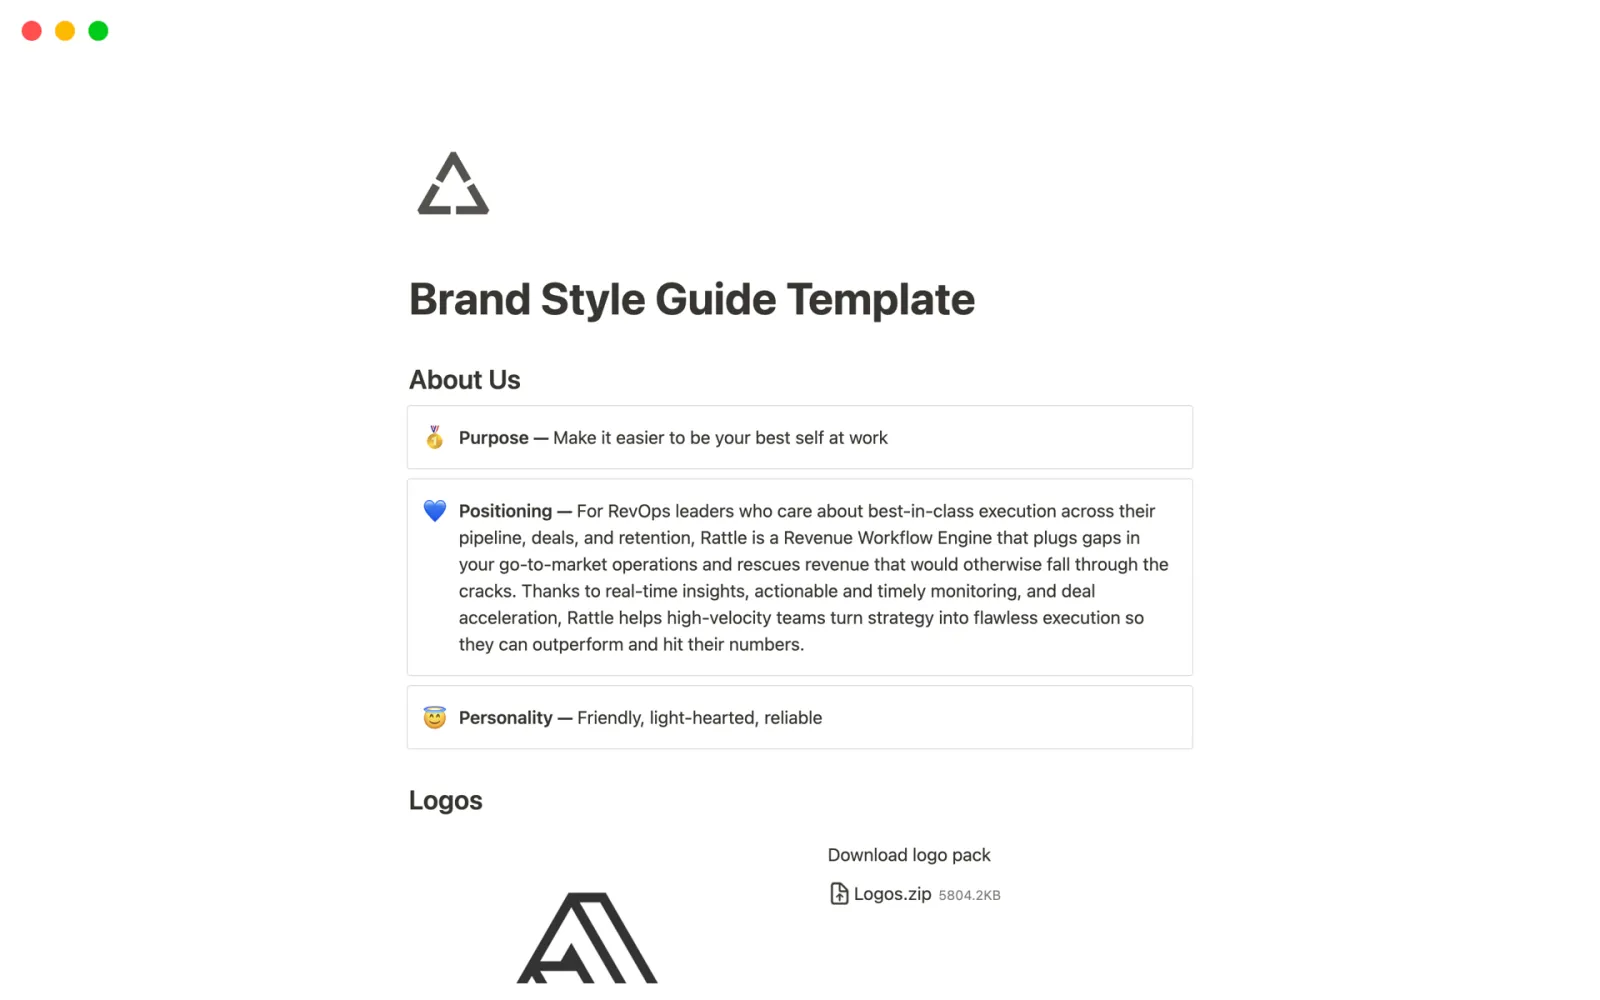 Brand Style Guide Template
About Us
Purpose — Make it easier to be your best self at work
Positioning — For RevOps leaders who care about best-in-class execution across their
pipeline, deals, and retention, Rattle is a Revenue Workflow Engine that plugs gaps in
your go-to-market operations and rescues revenue that would otherwise fall through the
cracks. Thanks to real-time insights, actionable and timely monitoring, and deal
acceleration, Rattle helps high-velocity teams turn strategy into flawless execution so
they can outperform and hit their numbers.
Personality — Friendly, light-hearted, reliable
Logos
Download logo pack
Logos.zip 5804.2KB